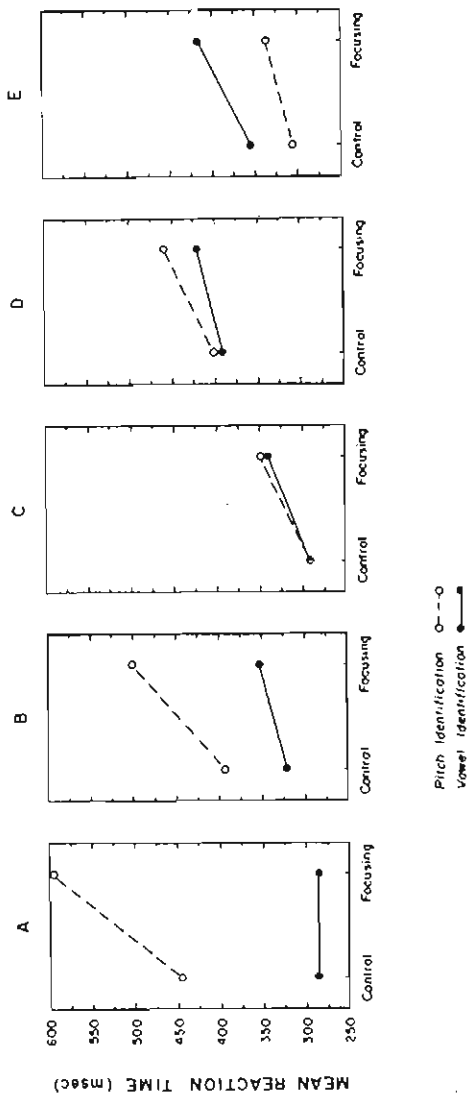 MEAN REACTION TIME (msec)
600
550
500
450
400
350
300
250
A
Control Focusing
B
Control Focusing
C
Control Focusing
D
Control Focusing
E
Control Focusing
Pitch Identification
Vowel Identification